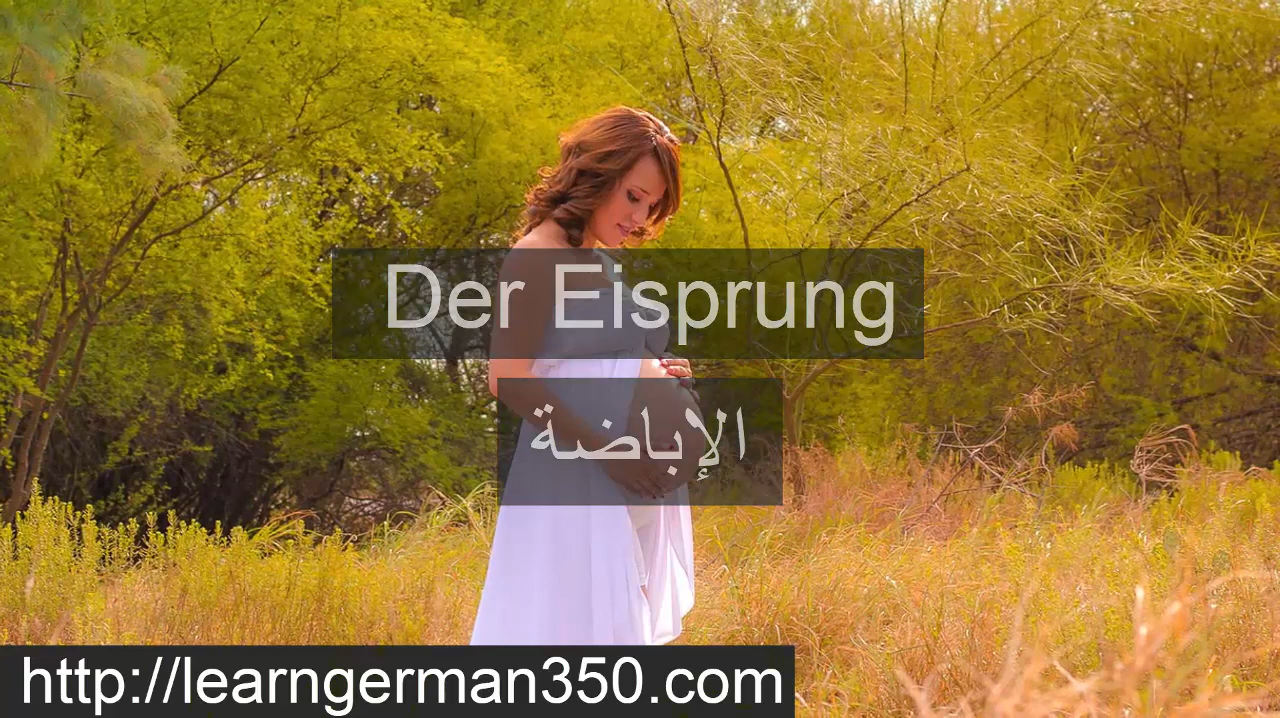 Der Eisprung
الإباضة
http://learngerman350.com